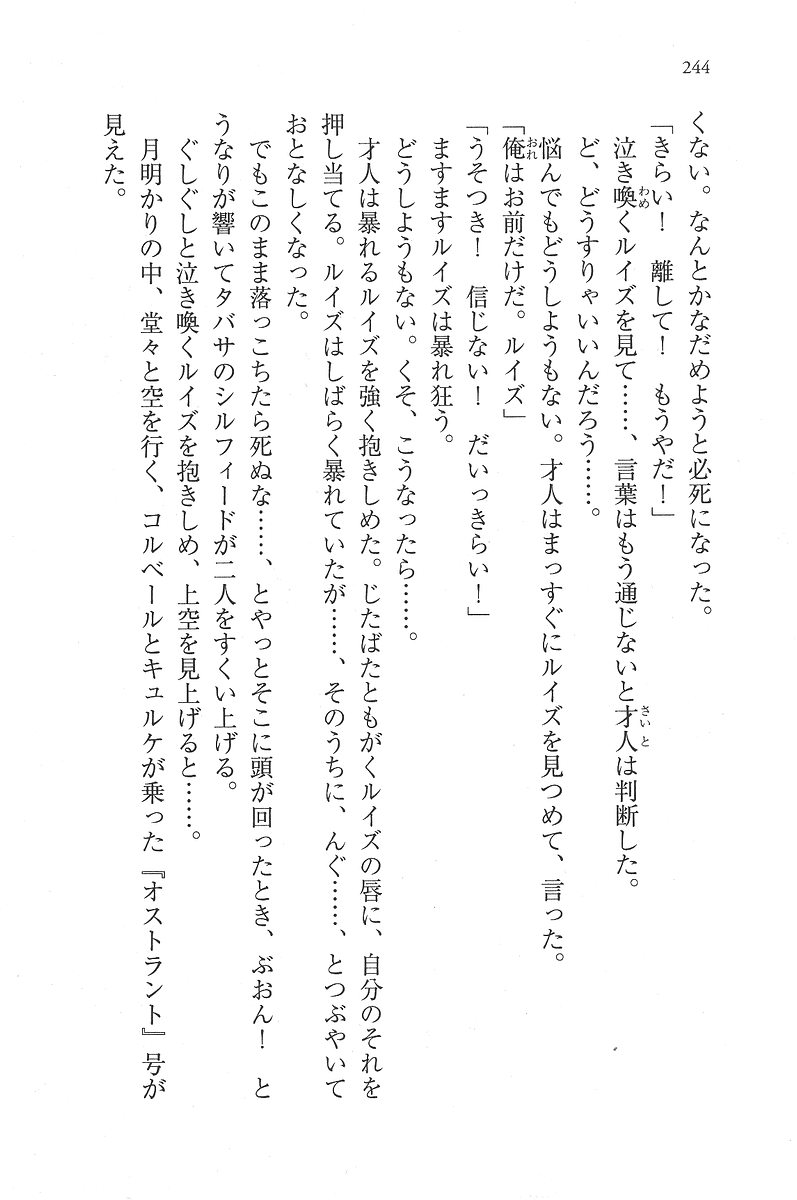 244
くない。なんとかなだめようと必死になった。
「きらい！　離して！　もうやだ！」
　泣き喚くルイズを見て……、言葉はもう通じないと才人は判断した。
　ど、どうすりゃいいんだろう……。
　悩んでもどうしようもない。才人はまっすぐにルイズを見つめて、言った。
「俺はお前だけだ。ルイズ」
「うそつき！　信じない！　だいっきらい！」
　ますますルイズは暴れ狂う。
　どうしようもない。くそ、こうなったら……。
　才人は暴れるルイズを強く抱きしめた。じたばたともがくルイズの唇に、自分のそれを
押し当てる。ルイズはしばらく暴れていたが……、そのうちに、んぐ……、とつぶやいて
おとなしくなった。
　でもこのまま落っこちたら死ぬな……、とやっとそこに頭が回ったとき、ぶおん！　と
うなりが響いてタバサのシルフィードが二人をすくい上げる。
　ぐしぐしと泣き喚くルイズを抱きしめ、上空を見上げると……。
　月明かりの中、堂々と空を行く、コルベールとキュルケが乗った『オストラント』号が
見えた。